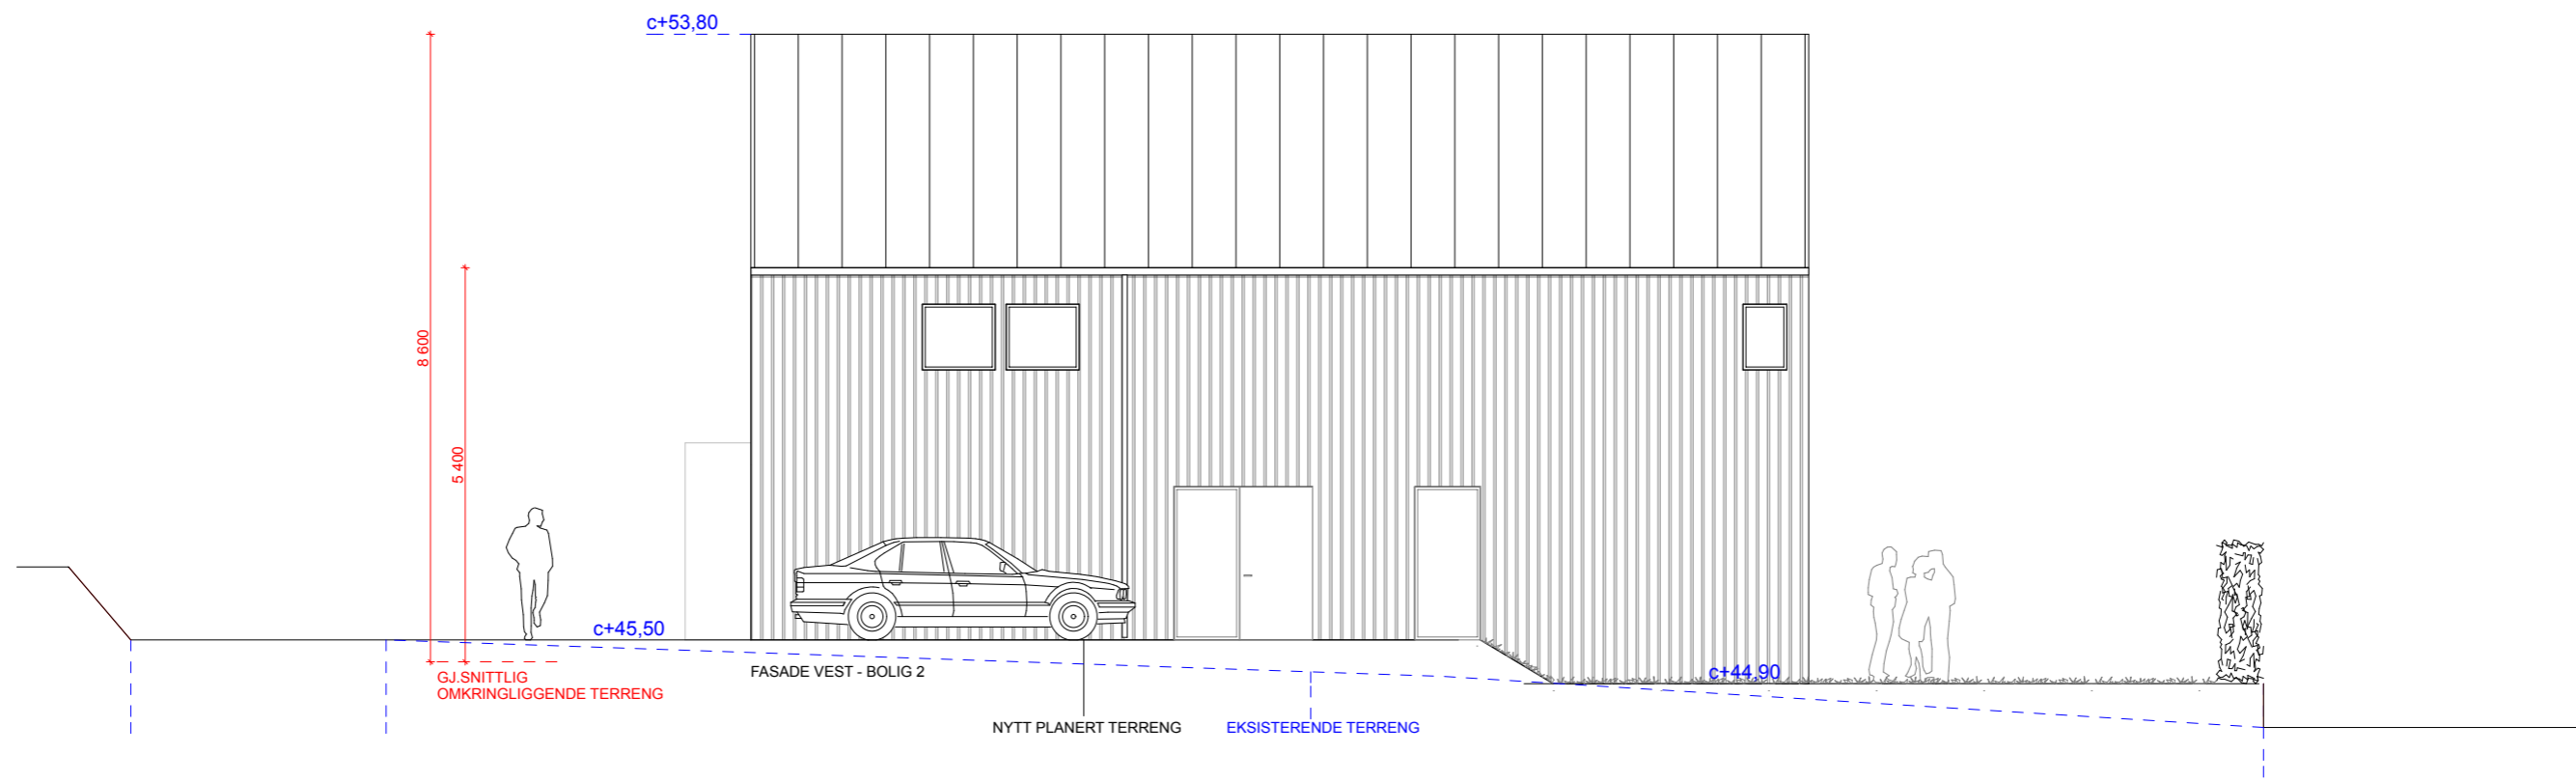 c+53,80
8 600
5 400
c+45,50
GJ.SNITTLIG
OMKRINGLIGGENDE TERRENG
FASADE VEST - BOLIG 2
c+44,90
NYTT PLANERT TERRENG
EKSISTERENDE TERRENG